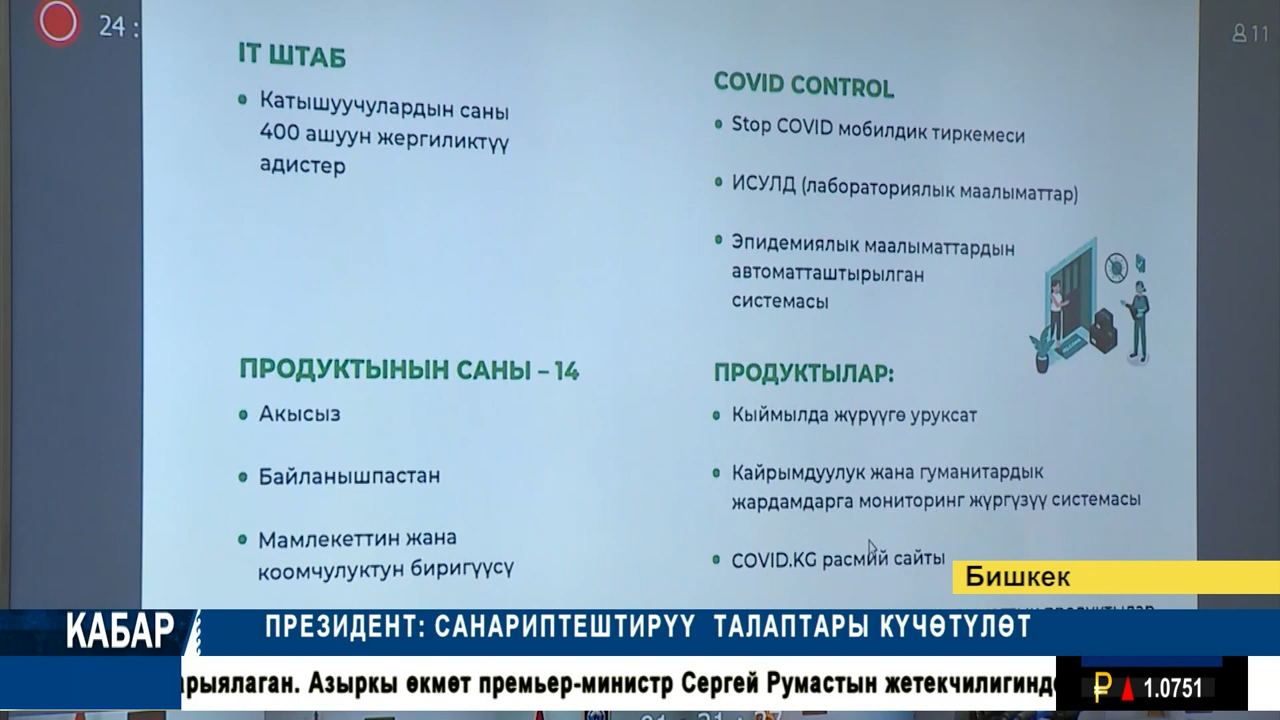 24 :
11
IT ШТАБ
Катышуучулардын саны
400 ашуун жергиликтүү
адистер
COVID CONTROL
Stop COVID мобилдик тиркемеси
ИСУЛД (лабораториялык маалыматтар)
Эпидемиялык маалыматтардын
автоматташтырылган
системасы
ПРОДУКТЫНЫН САНЫ – 14
Акысыз
Байланышпастан
Мамлекеттин жана
коомчулуктун биригүүсү
ПРОДУКТЫЛАР:
Кыймылда жүрүүгө уруксат
Кайрымдуулук жана гуманитардык
жардамдарга мониторинг жүргүзүү системасы
COVID.KG расмий сайты
Бишкек
КАБАР
ПРЕЗИДЕНТ: САНАРИПТЕШТИРҮҮ ТАЛАПТАРЫ КҮЧӨТҮЛӨТ
арыялаган. Азыркы өкмөт премьер-министр Сергей Румастын жетекчилигинде
₽ ▲ 1.0751